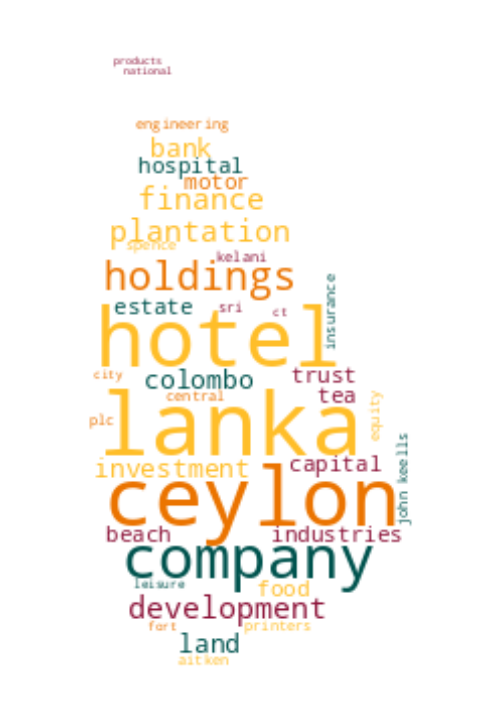 products
national
engineering
bank
hospital
motor
finance
plantation
spence
kelani
holdings
insurance
estate
sri
ct
hotel
city
colombo
trust
central
tea
equity
plc
lanka
investment
capital
john keells
ceylon
beach
industries
company
leisure
food
development
fort
printers
land
aitken